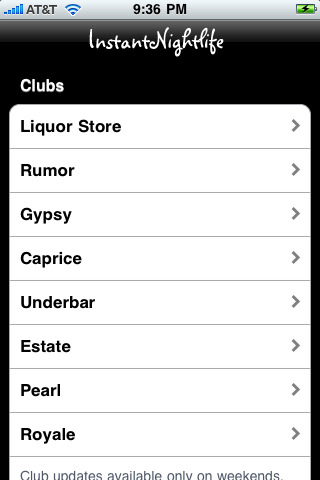 AT&T 9:36 PM
InstantNightlife
Clubs
Liquor Store
Rumor
Gypsy
Caprice
Underbar
Estate
Pearl
Royale
Club updates available only on weekends.